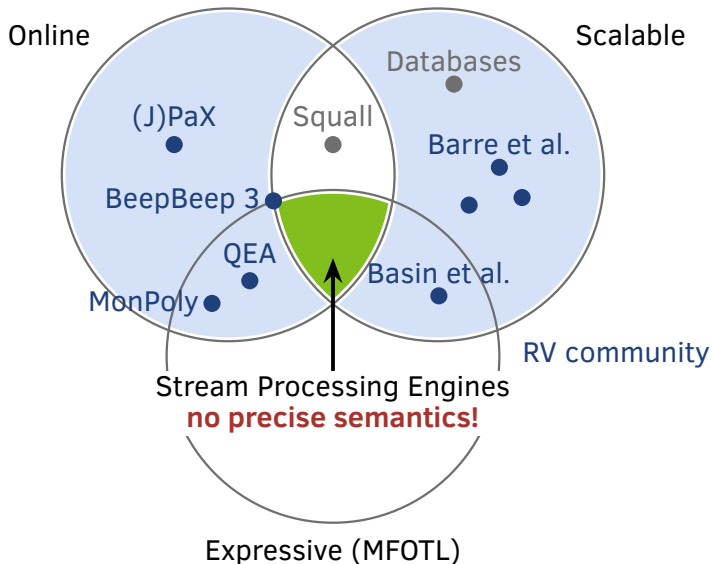 Online
Scalable
Databases
(J)PaX
Squall
Barre et al.
BeepBeep 3
QEA
Basin et al.
MonPoly
RV community
Stream Processing Engines
no precise semantics!
Expressive (MFOTL)